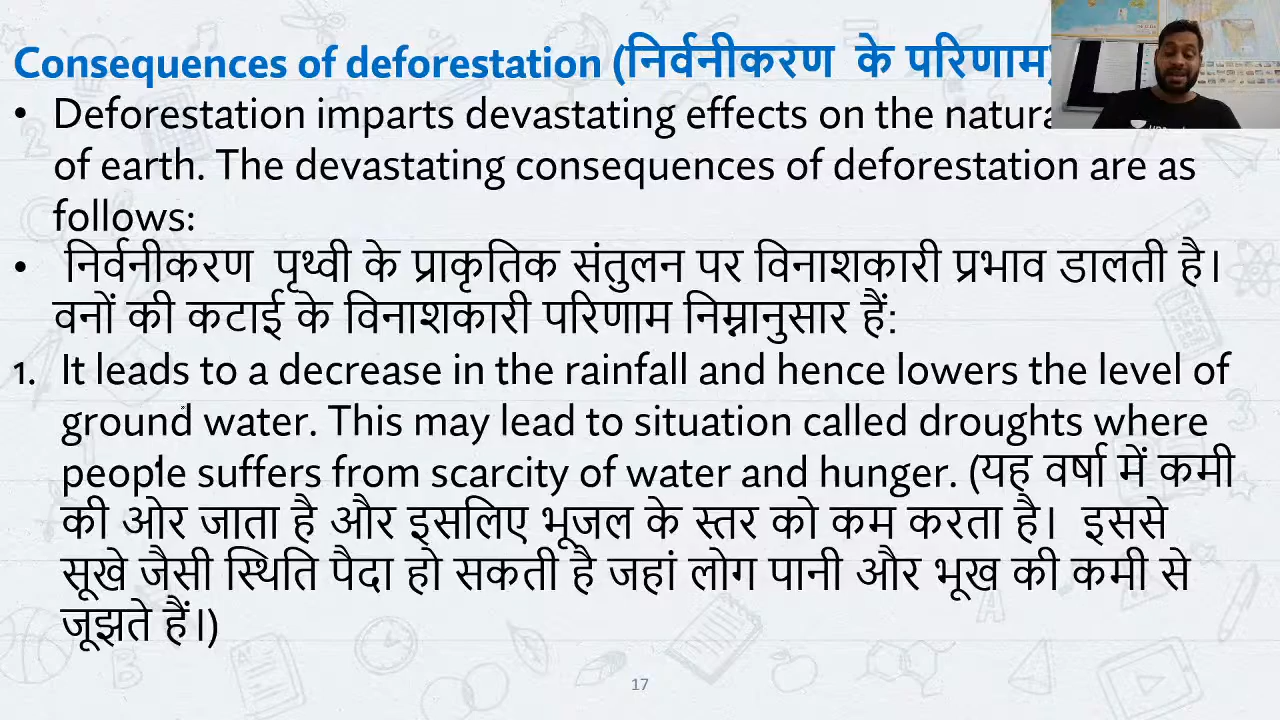 Consequences of deforestation (निर्वनीकरण के परिणाम)
• Deforestation imparts devastating effects on the
of earth. The devastating consequences of deforestation are as
follows:
• निर्वनीकरण पृथ्वी के प्राकृतिक संतुलन पर विनाशकारी प्रभाव डालती है।
वनों की कटाई के विनाशकारी परिणाम निम्नानुसार हैं:
1. It leads to a decrease in the rainfall and hence lowers the level of
ground water. This may lead to situation called droughts where
people suffers from scarcity of water and hunger. (यह वर्षा में कमी
की ओर जाता है और इसलिए भूजल के स्तर को कम करता है। इससे
सूखे जैसी स्थिति पैदा हो सकती है जहां लोग पानी और भूख की कमी से
जूझते हैं।)
17